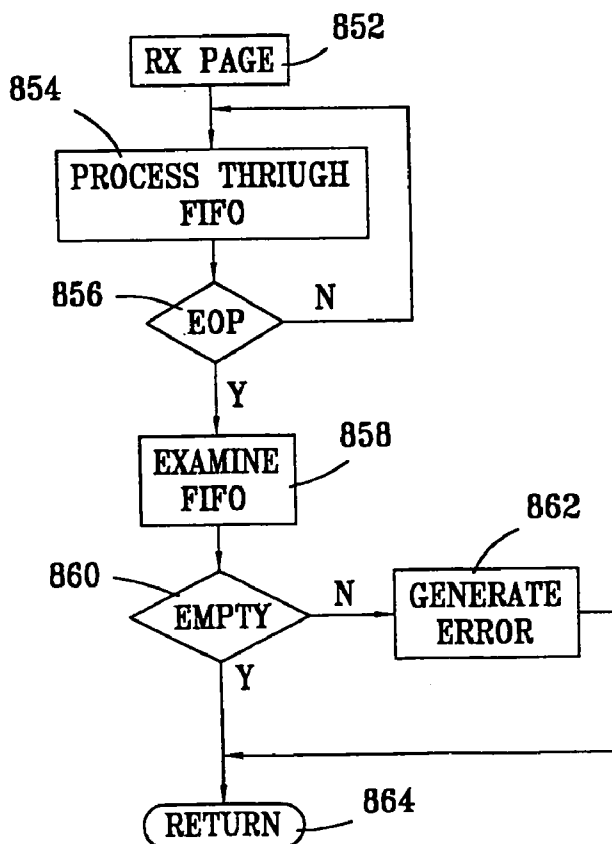 852
RX PAGE
854
PROCESS THRIUGH
FIFO
856
EOP
N
Y
EXAMINE
FIFO
858
862
860
EMPTY
N
GENERATE
ERROR
Y
RETURN
864